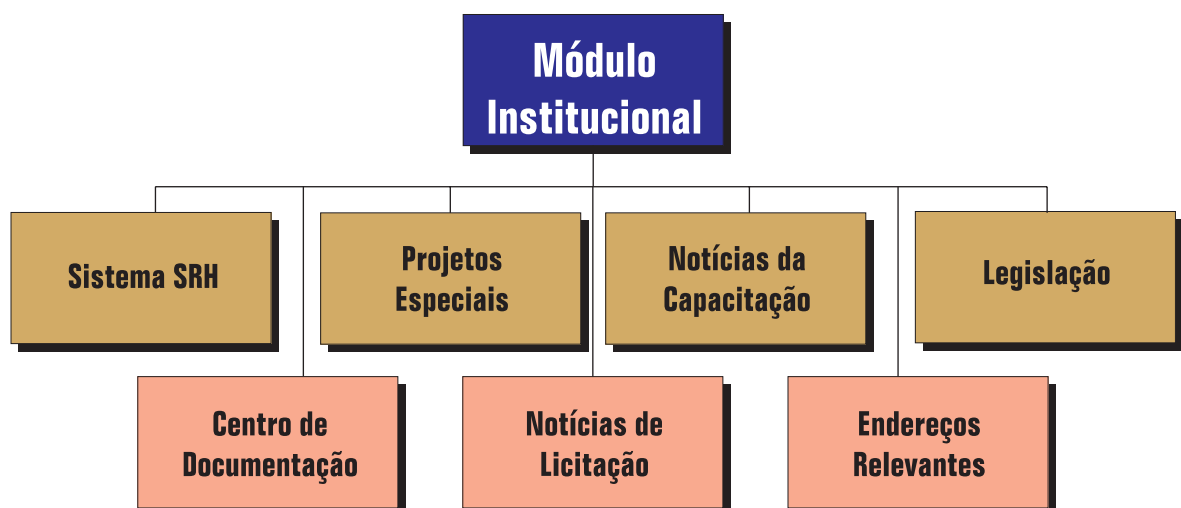 Módulo
Institucional
Sistema SRH
Projetos
Especiais
Notícias da
Capacitação
Legislação
Centro de
Documentação
Notícias de
Licitação
Endereços
Relevantes